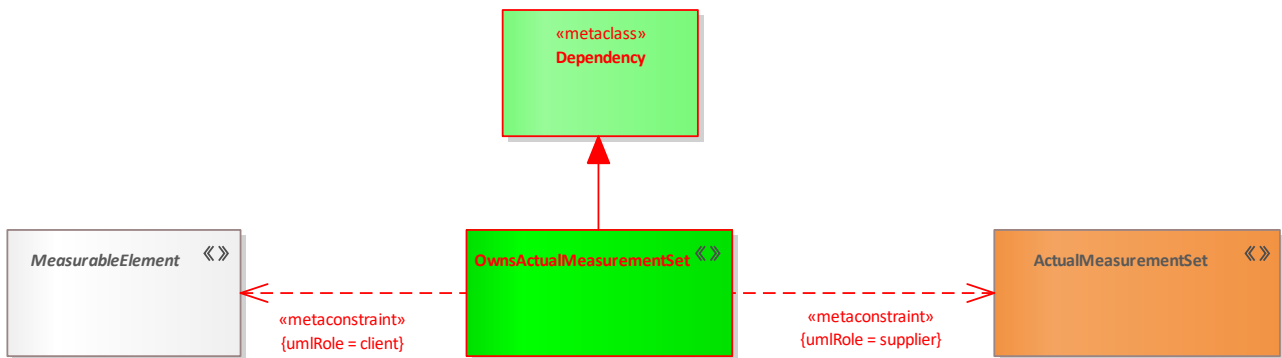 «metaclass»
Dependency
MeasurableElement «»
OwnsActualMeasurementSet «»
ActualMeasurementSet «»
«metaconstraint»
{umlRole = client}
«metaconstraint»
{umlRole = supplier}